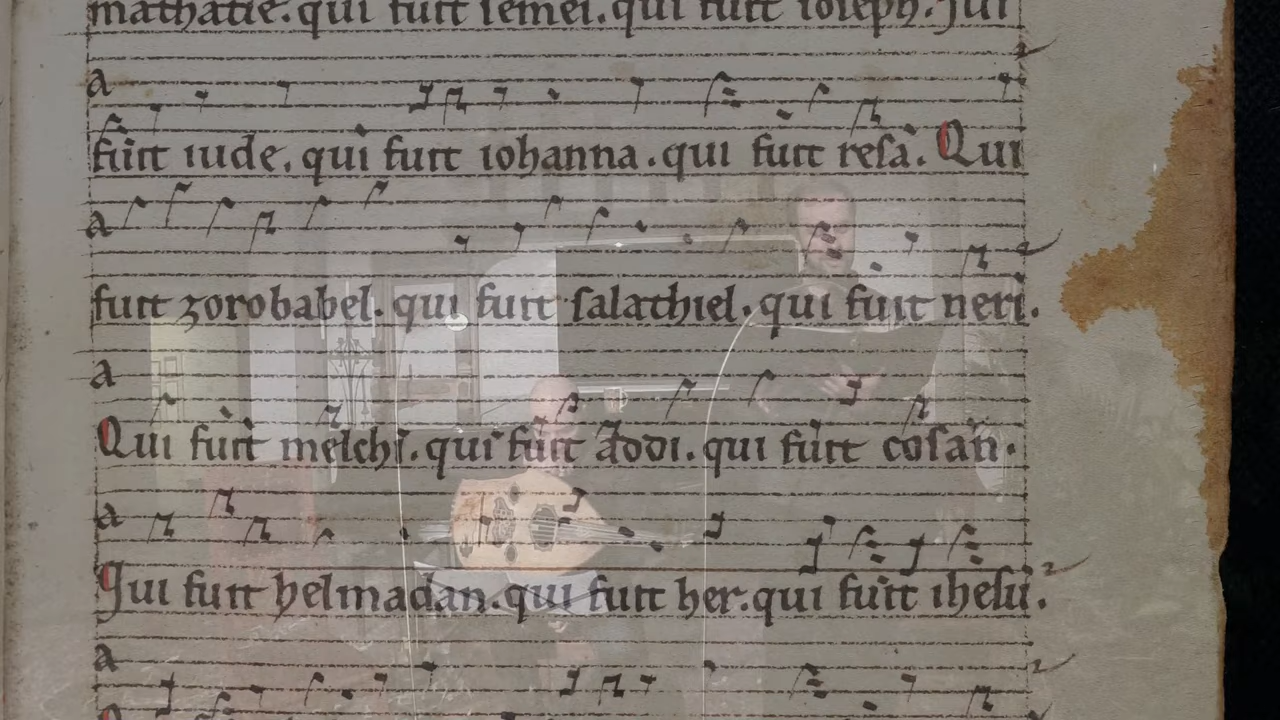 mathatie. qui fuit semei. qui fuit ioseph. Qui
a
fuit iude. qui fuit iohanna. qui fuit resa. Qui
a
fuit zorobabel. qui fuit salathiel. qui fuit neri.
a
Qui fuit melchi. qui fuit Addi. qui fuit cosan.
a
Qui fuit helmadan. qui fuit her. qui fuit ihesu.
a